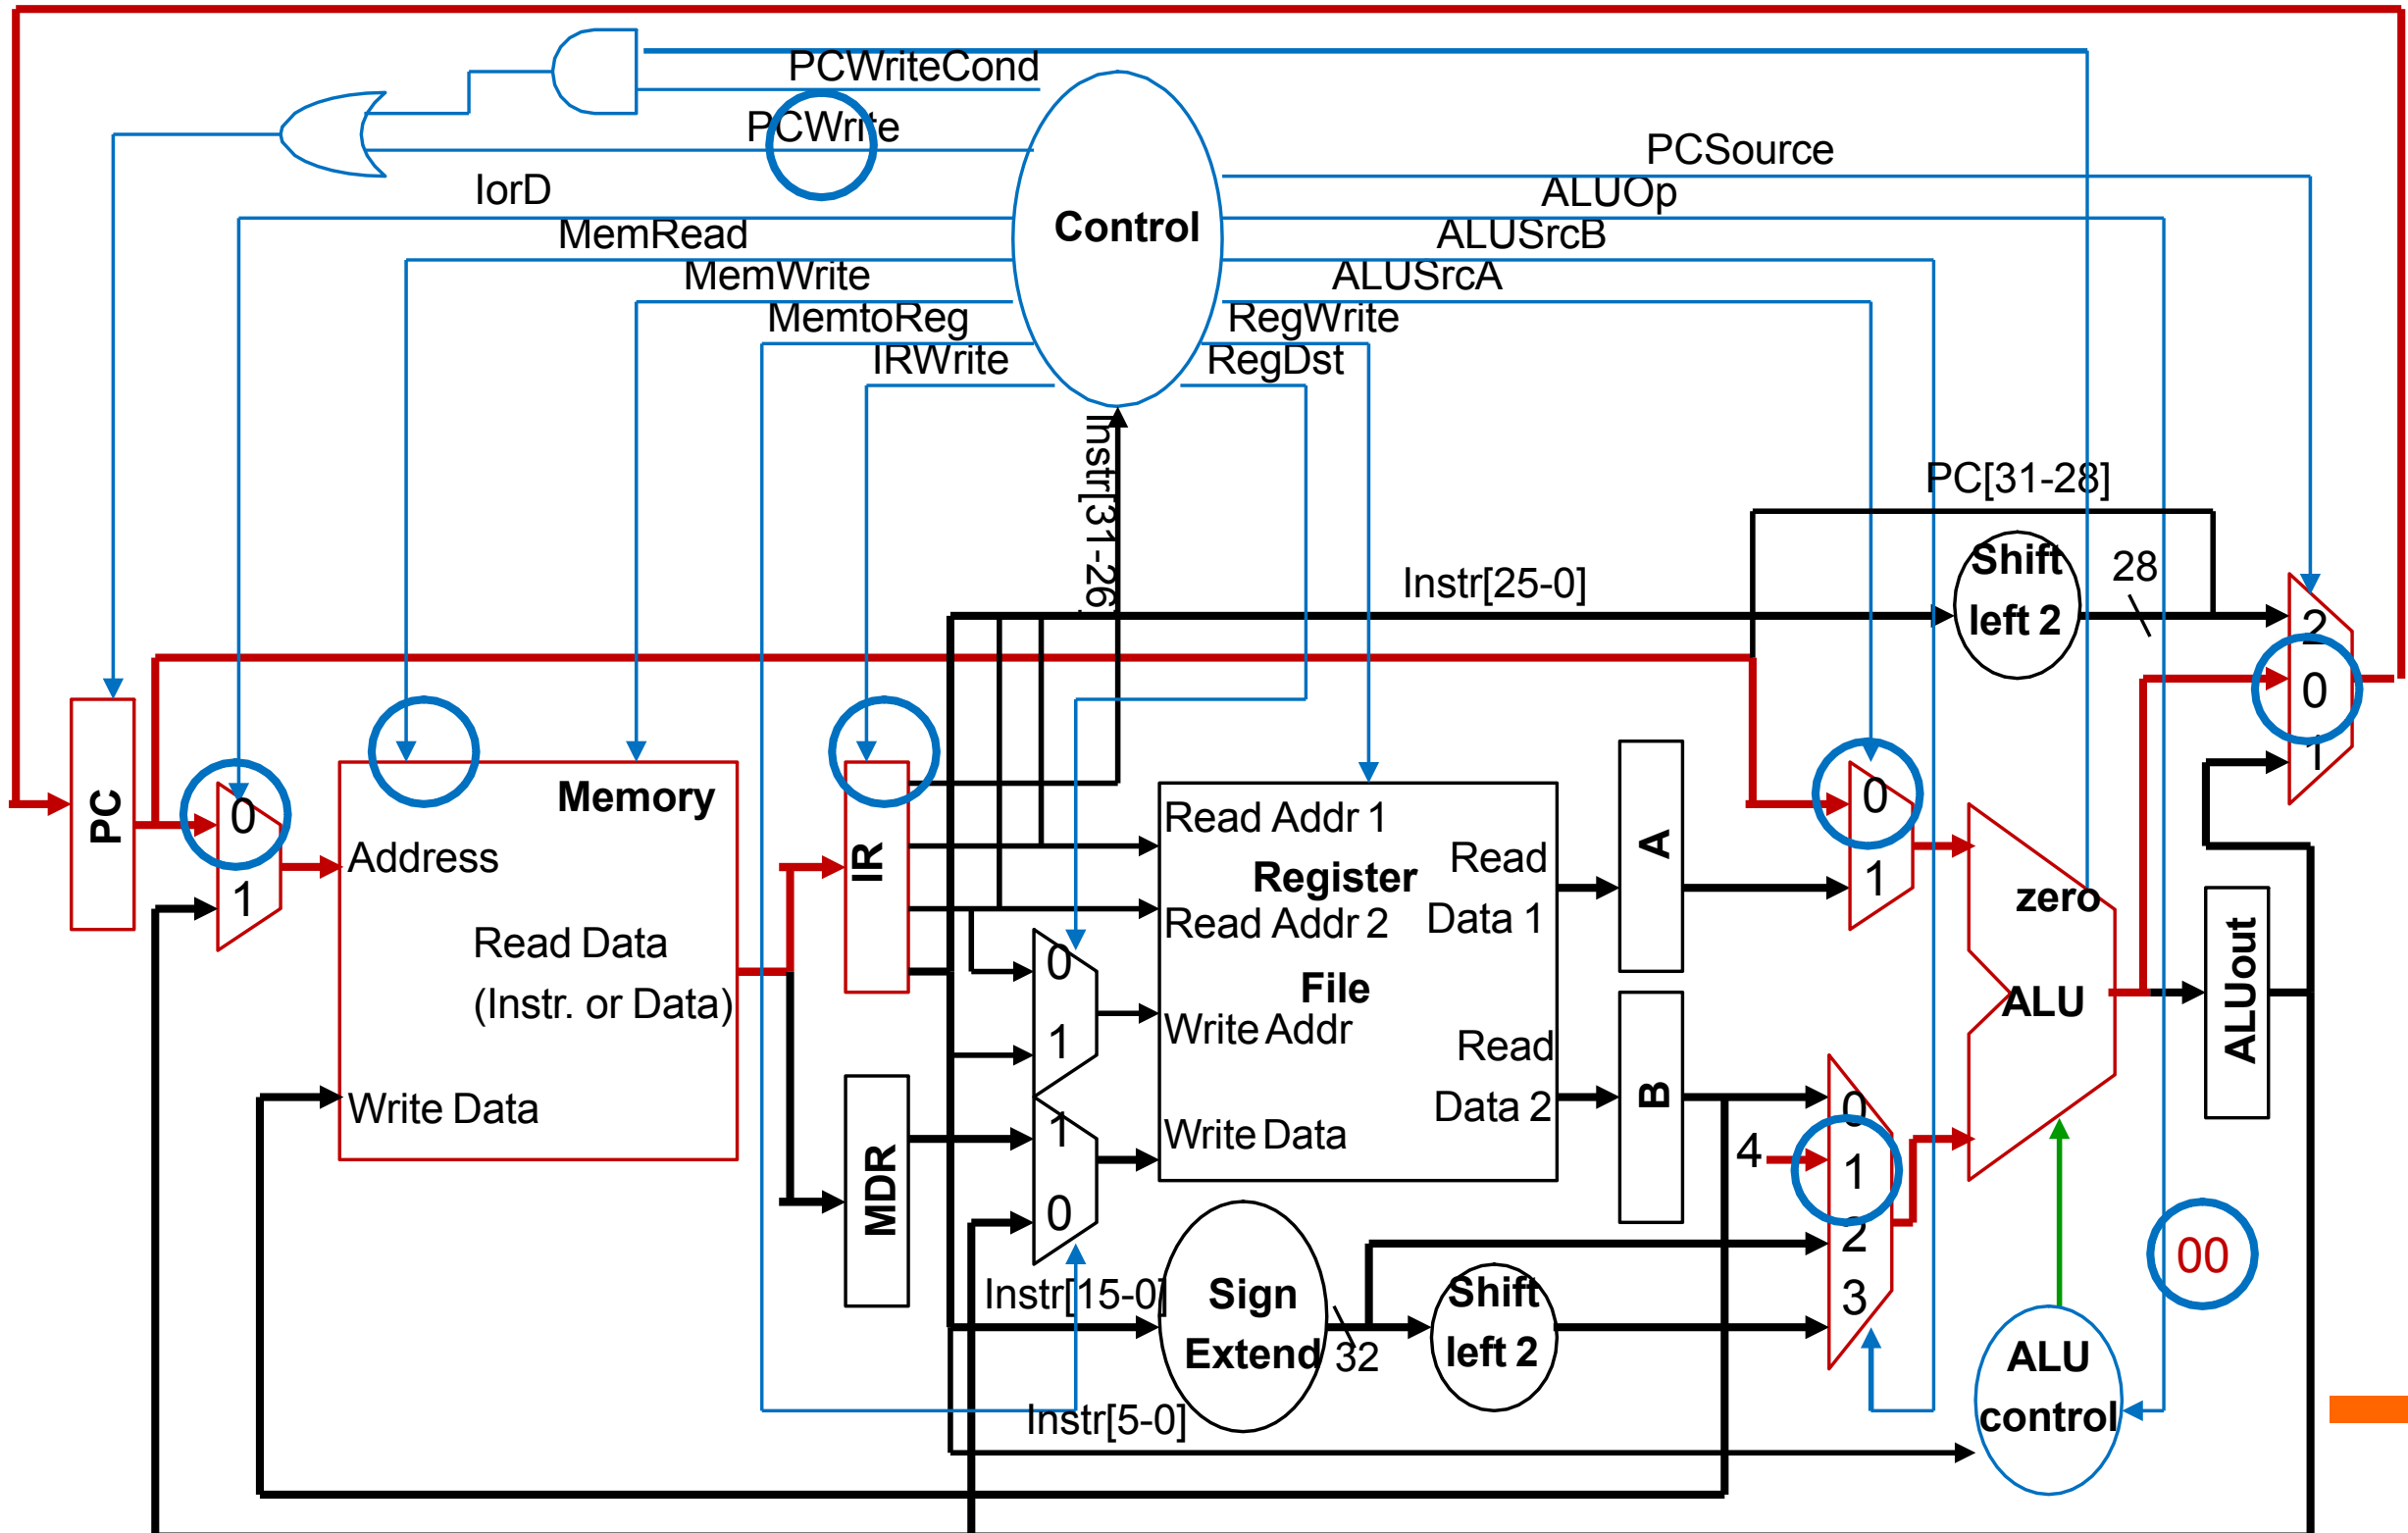 PCWriteCond
PCWrite
PCSource
IorD
ALUOp
MemRead
Control
ALUSrcB
MemWrite
ALUSrcA
MemtoReg
RegWrite
IRWrite
RegDst
Instr[31-26]
PC[31-28]
Instr[25-0]
Shift
left 2
28
2
0
1
PC
0
1
Memory
Address
Read Data
(Instr. or Data)
Write Data
IR
MDR
0
1
1
0
Read Addr 1
Register
Read Addr 2
File
Write Addr
Write Data
Read
Data 1
Read
Data 2
A
B
0
1
4
0
1
2
3
zero
ALU
ALUout
00
Instr[15-0]
Sign
Extend
32
Shift
left 2
ALU
control
Instr[5-0]